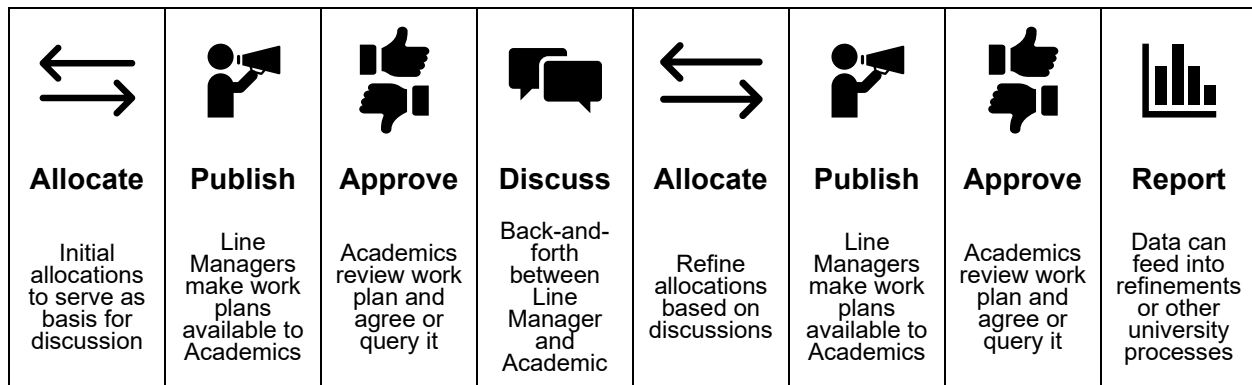 Allocate
Initial
allocations
to serve as
basis for
discussion
Publish
Line
Managers
make work
plans
available to
Academics
Approve
Academics
review work
plan and
agree or
query it
Discuss
Back-and-
forth
between
Line
Manager
and
Academic
Allocate
Refine
allocations
based on
discussions
Publish
Line
Managers
make work
plans
available to
Academics
Approve
Academics
review work
plan and
agree or
query it
Report
Data can
feed into
refinements
or other
university
processes